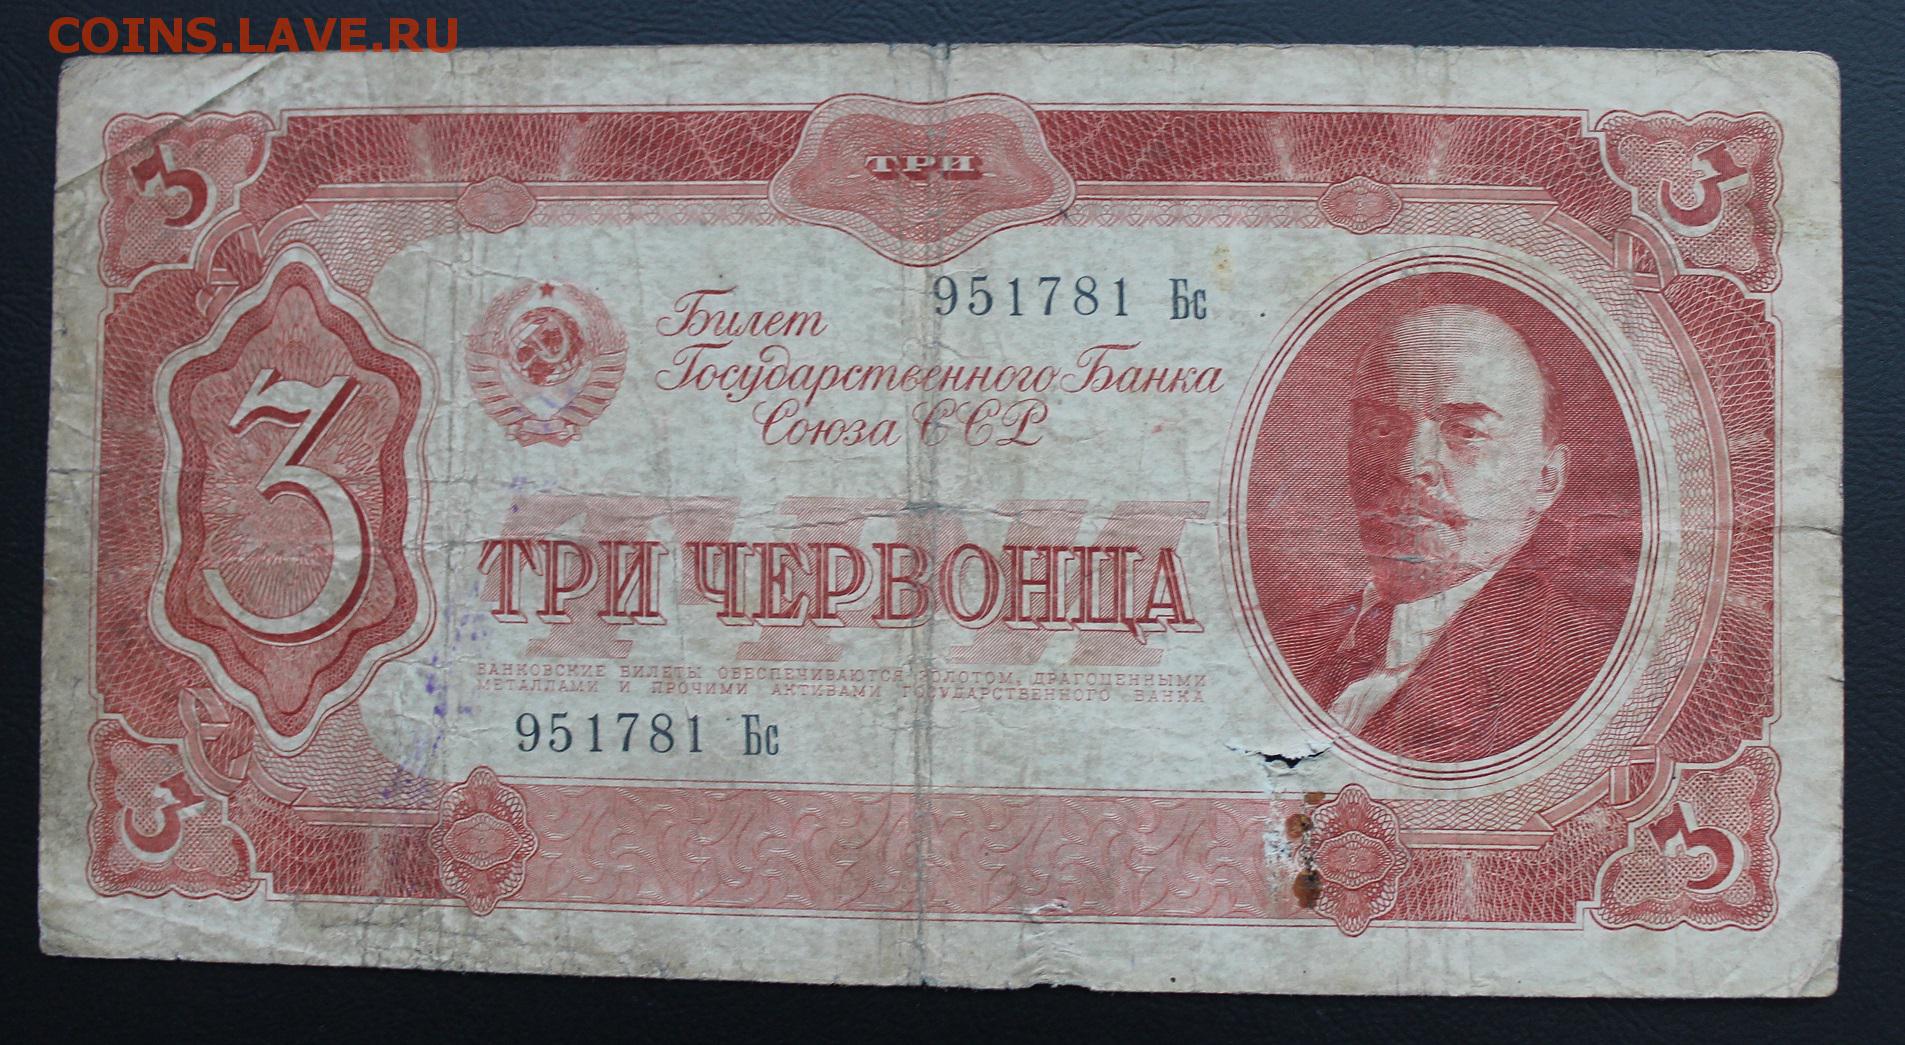 COINS.LAVE.RU
3
ТРИ
3
951781 Бс
Билет
Государственного Банка
Союза ССР
3
ТРИ
ТРИ ЧЕРВОНЦА
БАНКОВСКИЕ БИЛЕТЫ ОБЕСПЕЧИВАЮТСЯ ЗОЛОТОМ, ДРАГОЦЕННЫМИ
МЕТАЛЛАМИ И ПРОЧИМИ АКТИВАМИ ГОСУДАРСТВЕННОГО БАНКА
951781 Бс
3
3